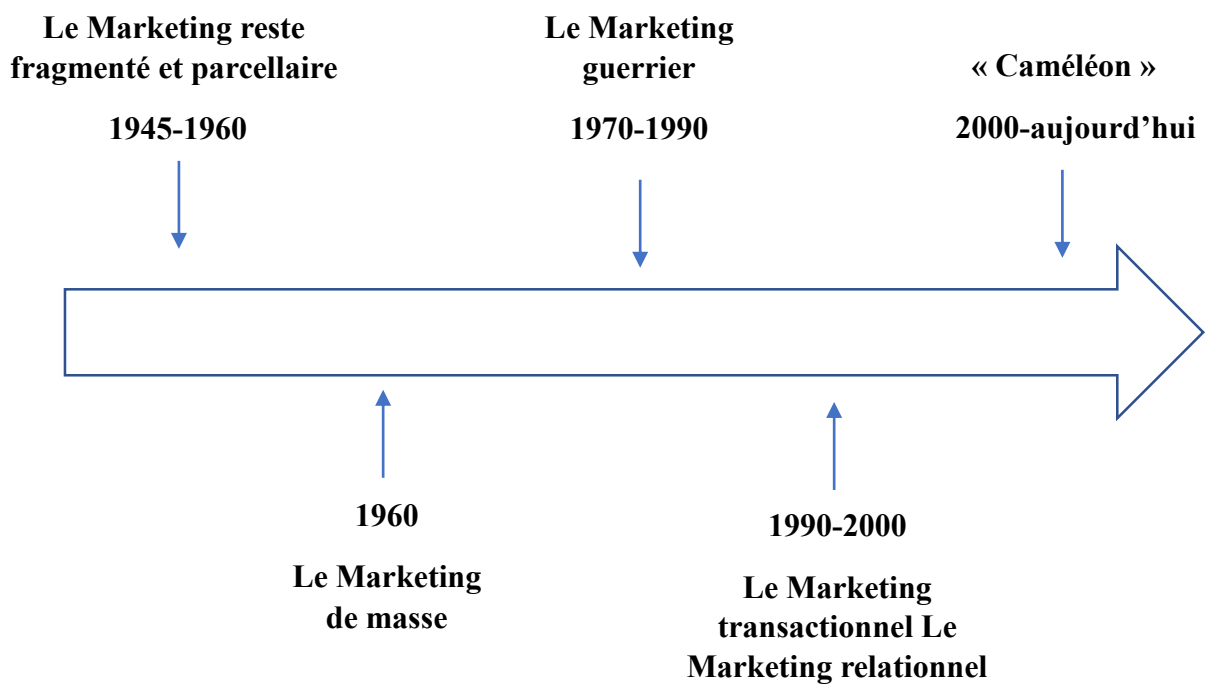 Le Marketing reste
fragmenté et parcellaire
1945-1960
Le Marketing
guerrier
1970-1990
« Caméléon »
2000-aujourd’hui
1960
Le Marketing
de masse
1990-2000
Le Marketing
transactionnel Le
Marketing relationnel